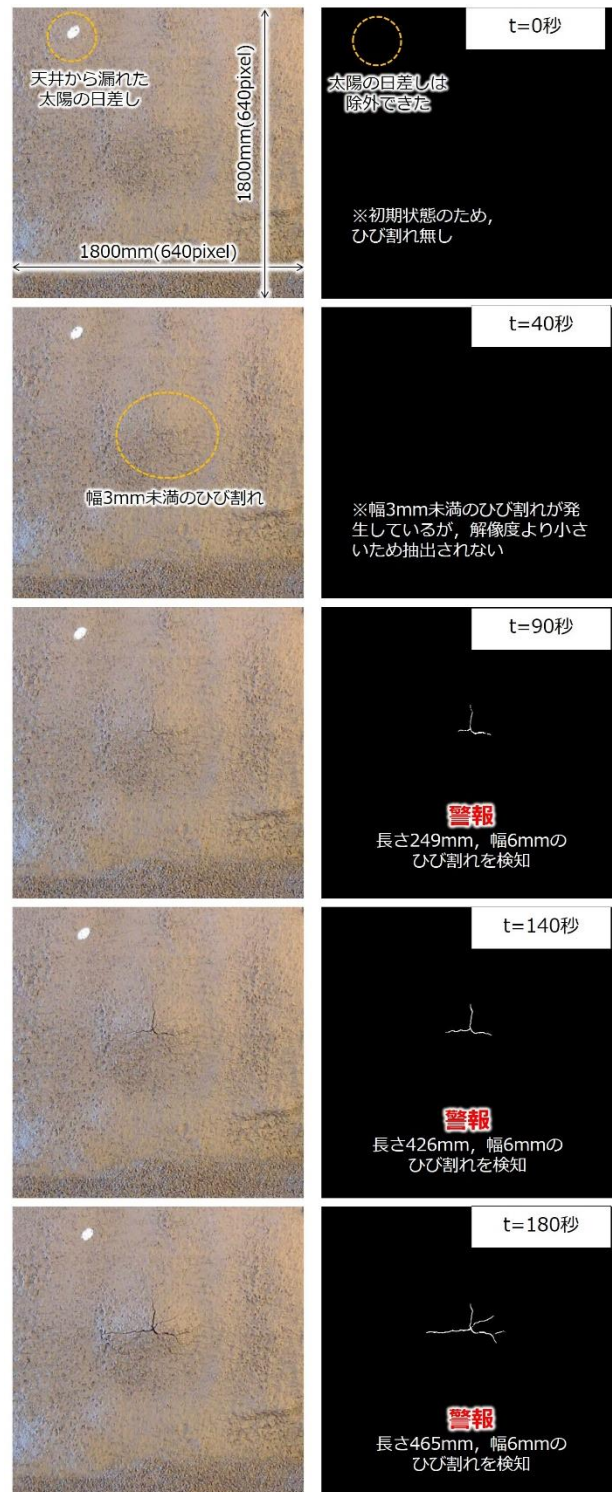 天井から漏れた
太陽の日差し
1800mm(640pixel)
1800mm(640pixel)
t=0秒
太陽の日差しは
除外できた
※初期状態のため，
ひび割れ無し
幅3mm未満のひび割れ
t=40秒
※幅3mm未満のひび割れが発
生しているが，解像度より小さ
いため抽出されない
t=90秒
警報
長さ249mm，幅6mmの
ひび割れを検知
t=140秒
警報
長さ426mm，幅6mmの
ひび割れを検知
t=180秒
警報
長さ465mm，幅6mmの
ひび割れを検知